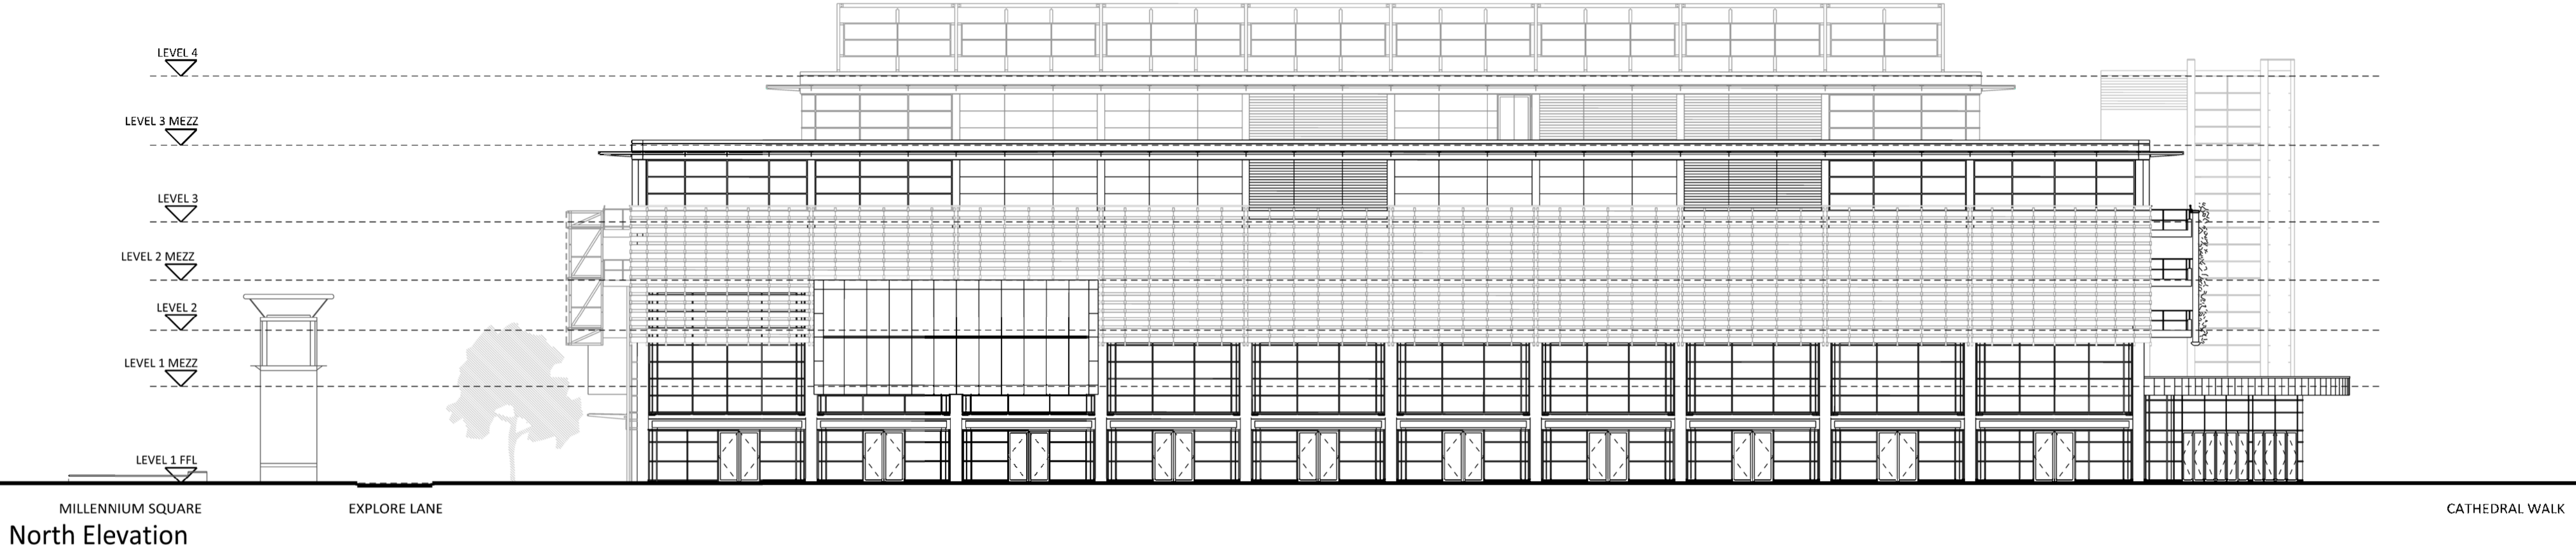 LEVEL 4
LEVEL 3 MEZZ
LEVEL 3
LEVEL 2 MEZZ
LEVEL 2
LEVEL 1 MEZZ
LEVEL 1 FFL
MILLENNIUM SQUARE
EXPLORE LANE
CATHEDRAL WALK
North Elevation